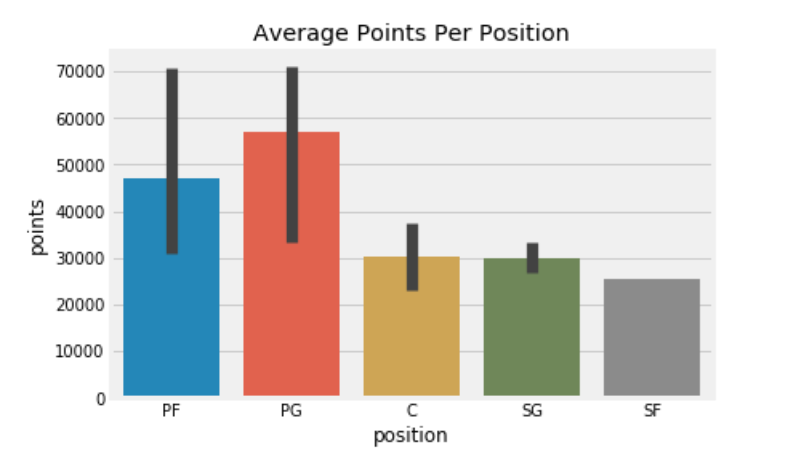 Average Points Per Position
70000
60000
50000
40000
30000
20000
10000
0
points
PF PG C SG SF
position